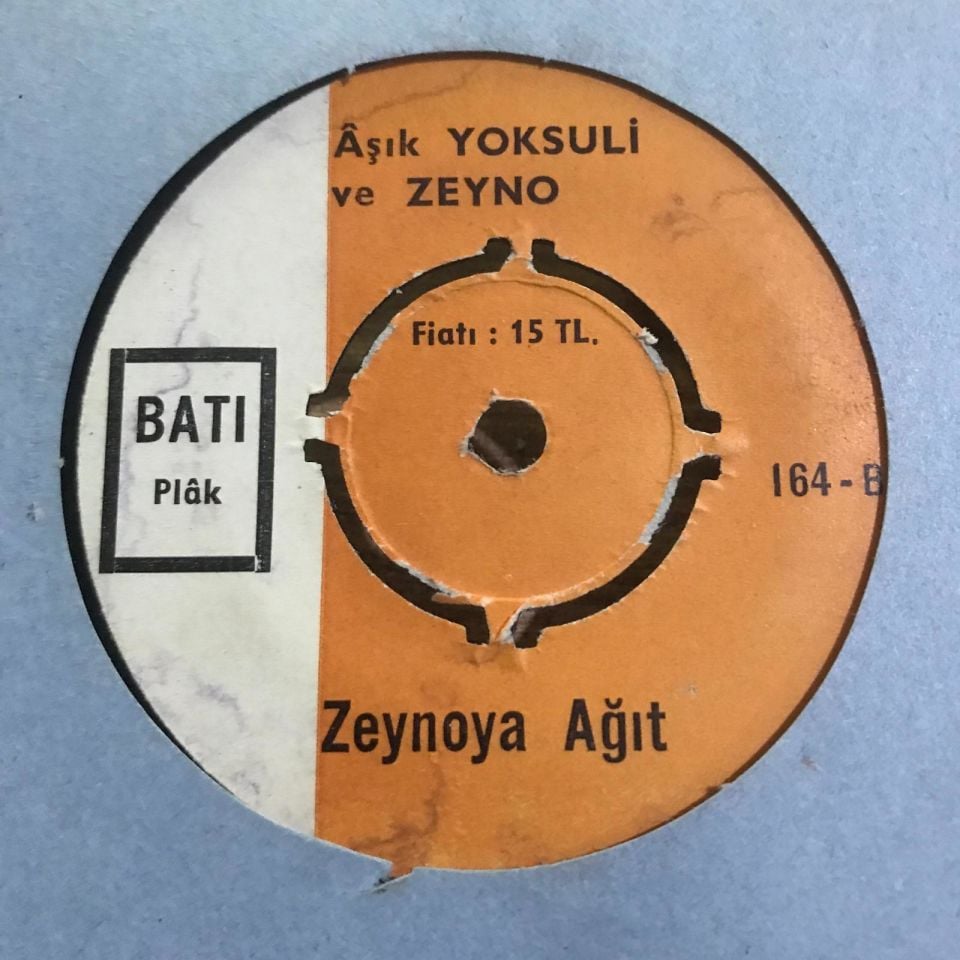 Âşık YOKSULİ
ve ZEYNO
Fiatı : 15 TL.
BATI
Plâk
164 - B
Zeynoya Ağıt